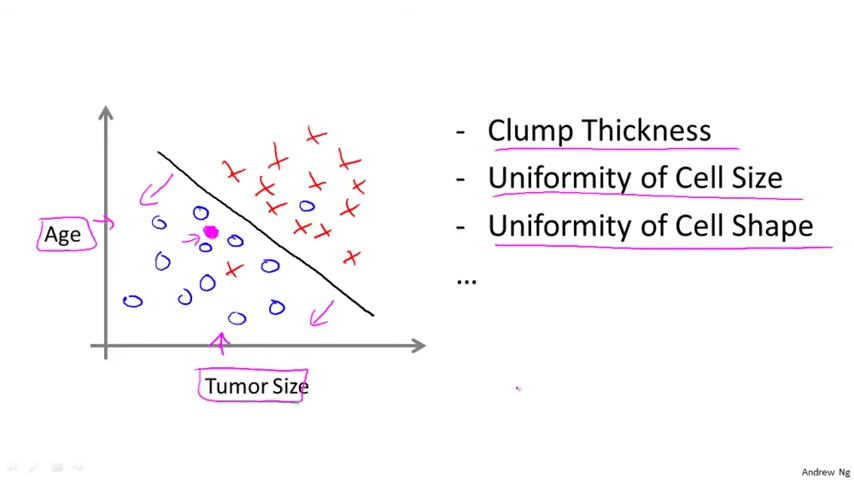 - Clump Thickness
- Uniformity of Cell Size
- Uniformity of Cell Shape
...
Age
Tumor Size
Andrew Ng